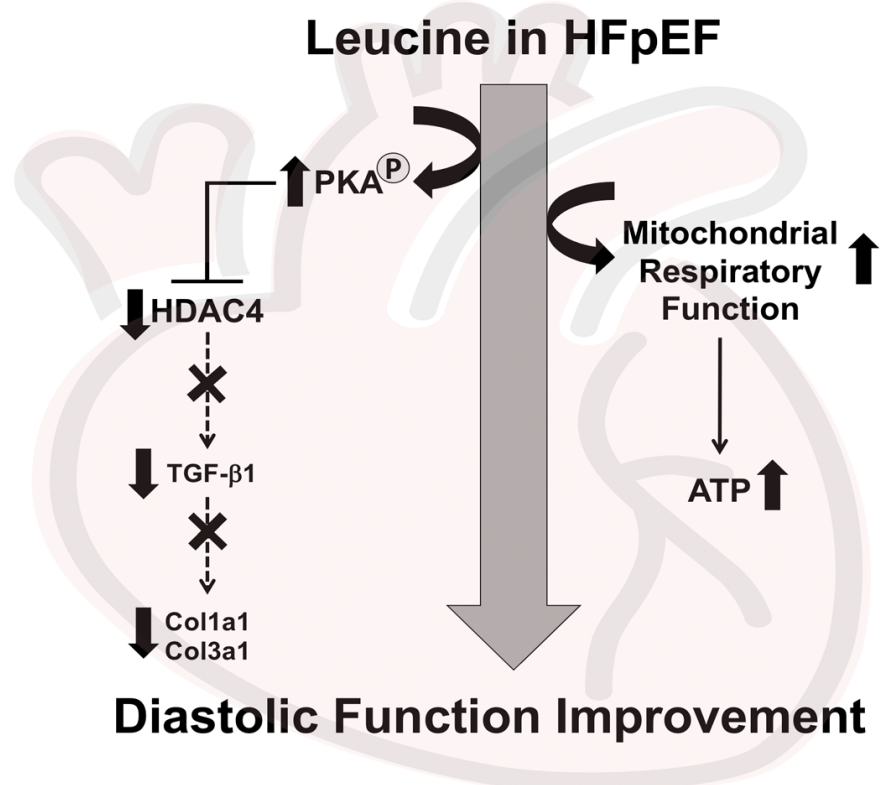 Leucine in HFpEF
PKA P
Mitochondrial
Respiratory
Function
HDAC4
TGF-β1
ATP
Col1a1
Col3a1
Diastolic Function Improvement